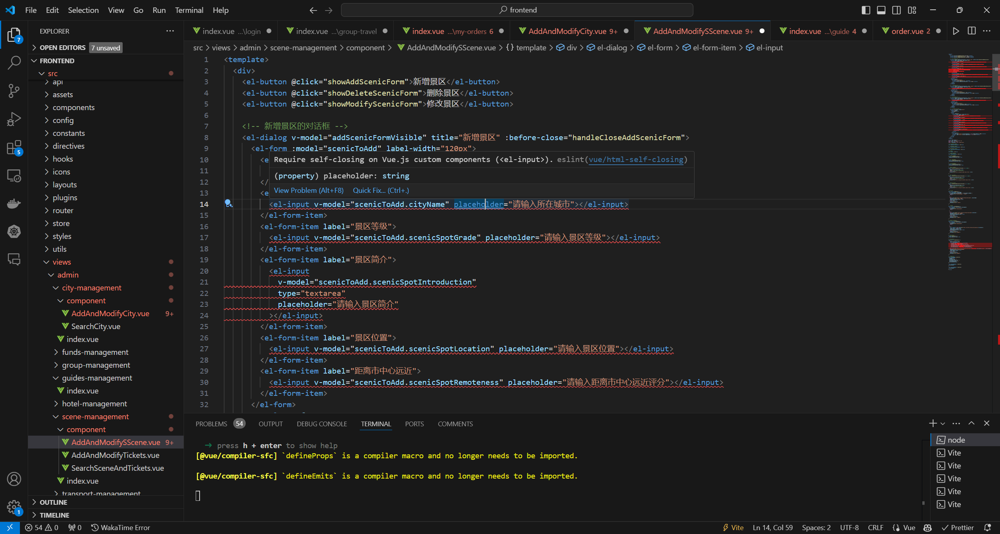 File Edit Selection View Go Run Terminal Help
frontend
EXPLORER
OPEN EDITORS 7 unsaved
FRONTEND
src
api
assets
components
config
constants
directives
hooks
icons
layouts
plugins
router
store
styles
utils
views
admin
city-management
component
AddAndModifyCity.vue 9+
SearchCity.vue
index.vue
funds-management
group-management
guides-management
index.vue
hotel-management
scene-management
component
AddAndModifySScene.vue 9+
AddAndModifyTickets.vue
SearchSceneAndTickets.vue
index.vue
transport-management
OUTLINE
TIMELINE
7
5
1
index.vue ...\login
index.vue ...\group-travel
index.vue ...\my-orders 6
AddAndModifyCity.vue 9+
AddAndModifySScene.vue 9+
index.vue ...\guide 4
order.vue 2
src > views > admin > scene-management > component > AddAndModifySScene.vue > {} template > div > el-dialog > el-form > el-form-item > el-input
1 <template>
2 <div>
3 <el-button @click="showAddScenicForm">新增景区</el-button>
4 <el-button @click="showDeleteScenicForm">删除景区</el-button>
5 <el-button @click="showModifyScenicForm">修改景区</el-button>
6
7 <!-- 新增景区的对话框 -->
8 <el-dialog v-model="addScenicFormVisible" title="新增景区" :before-close="handleCloseAddScenicForm">
9 <el-form :model="scenicToAdd" label-width="120px">
10 <e
Require self-closing on Vue.js custom components (<el-input>). eslint(vue/html-self-closing)
11
(property) placeholder: string
12 </
13 <e
View Problem (Alt+F8) Quick Fix... (Ctrl+.)
14 <el-input v-model="scenicToAdd.cityName" placeholder="请输入所在城市"></el-input>
15 </el-form-item>
16 <el-form-item label="景区等级">
17 <el-input v-model="scenicToAdd.scenicSpotGrade" placeholder="请输入景区等级"></el-input>
18 </el-form-item>
19 <el-form-item label="景区简介">
20 <el-input
21 v-model="scenicToAdd.scenicSpotIntroduction"
22 type="textarea"
23 placeholder="请输入景区简介"
24 ></el-input>
25 </el-form-item>
26 <el-form-item label="景区位置">
27 <el-input v-model="scenicToAdd.scenicSpotLocation" placeholder="请输入景区位置"></el-input>
28 </el-form-item>
29 <el-form-item label="距离市中心远近">
30 <el-input v-model="scenicToAdd.scenicSpotRemoteness" placeholder="请输入距离市中心远近评分"></el-input>
31 </el-form-item>
32 </el-form>
PROBLEMS 54 OUTPUT DEBUG CONSOLE TERMINAL PORTS COMMENTS
→ press h + enter to show help
[@vue/compiler-sfc] `defineProps` is a compiler macro and no longer needs to be imported.
[@vue/compiler-sfc] `defineEmits` is a compiler macro and no longer needs to be imported.
node
Vite
Vite
Vite
Vite
Vite
54 0 0 WakaTime Error
Vite Ln 14, Col 59 Spaces: 2 UTF-8 CRLF Vue Prettier